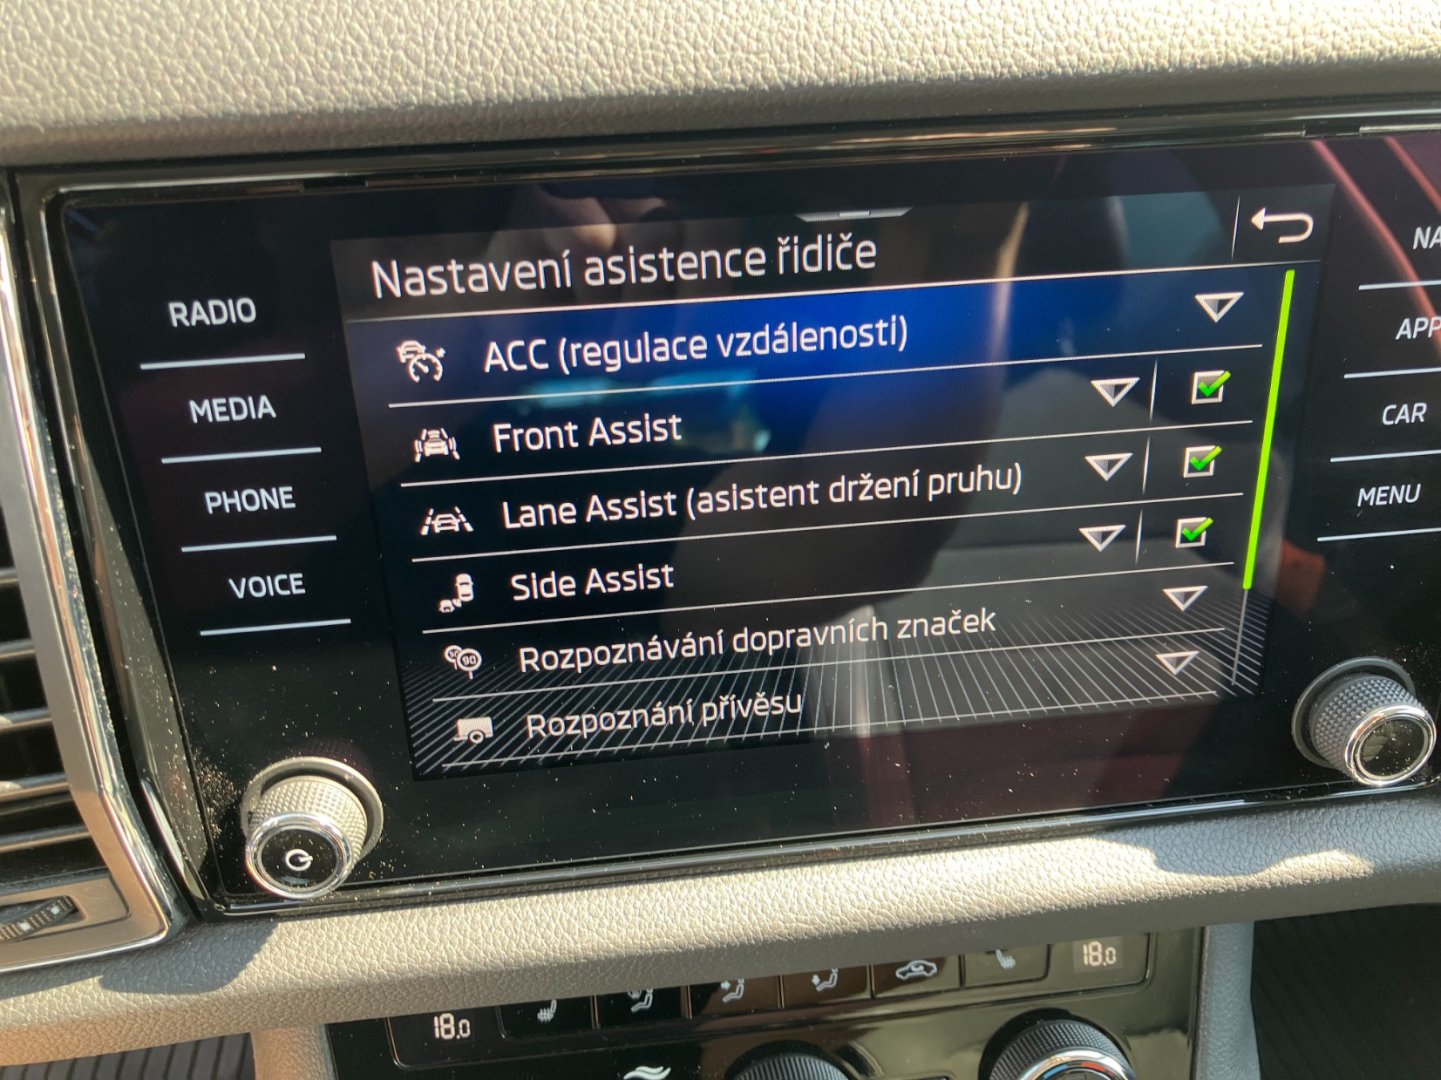 Nastavení asistence řidiče
RADIO
MEDIA
PHONE
VOICE
ACC (regulace vzdálenosti)
Front Assist
Lane Assist (asistent držení pruhu)
Side Assist
Rozpoznávání dopravních značek
90
Rozpoznání přívěsu
NA
APP
CAR
MENU
18.0
18.0